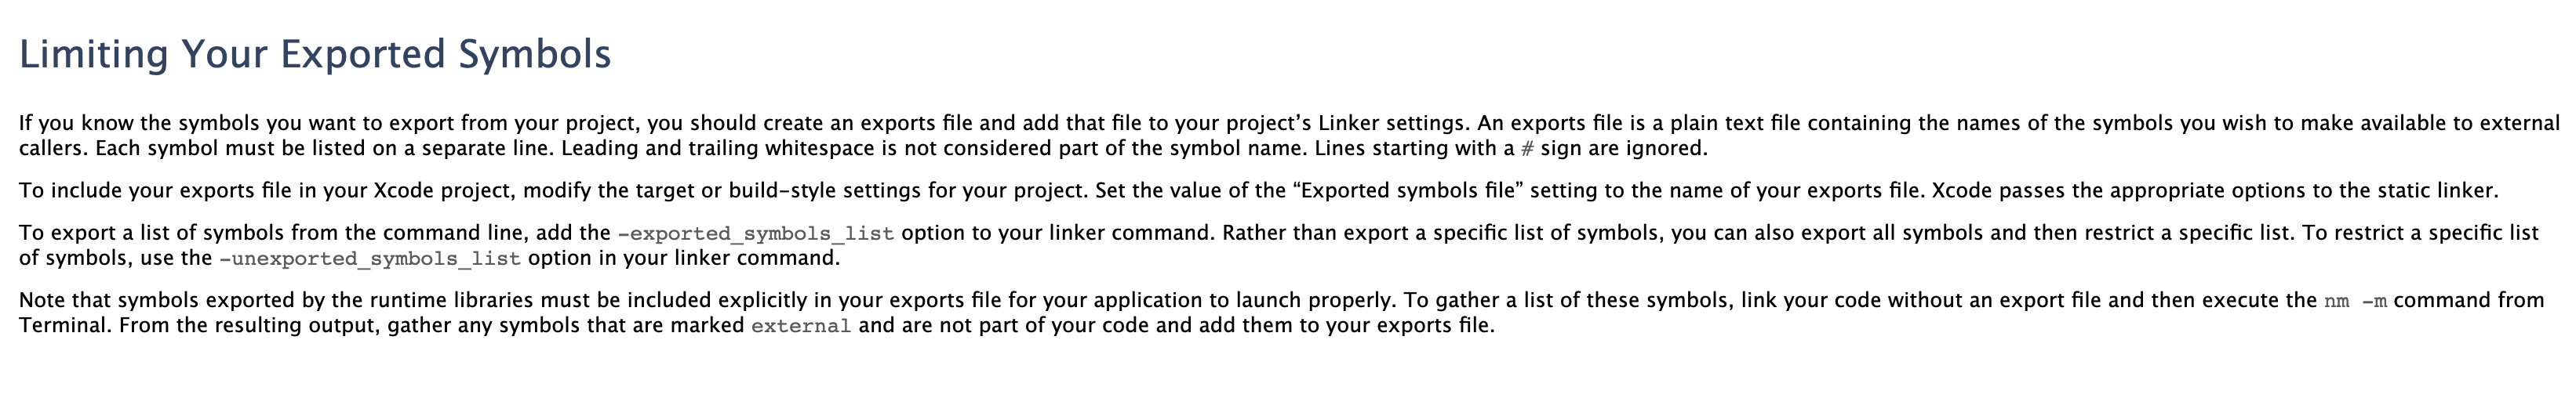 Limiting Your Exported Symbols
If you know the symbols you want to export from your project, you should create an exports file and add that file to your project’s Linker settings. An exports file is a plain text file containing the names of the symbols you wish to make available to external
callers. Each symbol must be listed on a separate line. Leading and trailing whitespace is not considered part of the symbol name. Lines starting with a # sign are ignored.
To include your exports file in your Xcode project, modify the target or build-style settings for your project. Set the value of the “Exported symbols file” setting to the name of your exports file. Xcode passes the appropriate options to the static linker.
To export a list of symbols from the command line, add the -exported_symbols_list option to your linker command. Rather than export a specific list of symbols, you can also export all symbols and then restrict a specific list. To restrict a specific list
of symbols, use the -unexported_symbols_list option in your linker command.
Note that symbols exported by the runtime libraries must be included explicitly in your exports file for your application to launch properly. To gather a list of these symbols, link your code without an export file and then execute the nm -m command from
Terminal. From the resulting output, gather any symbols that are marked external and are not part of your code and add them to your exports file.